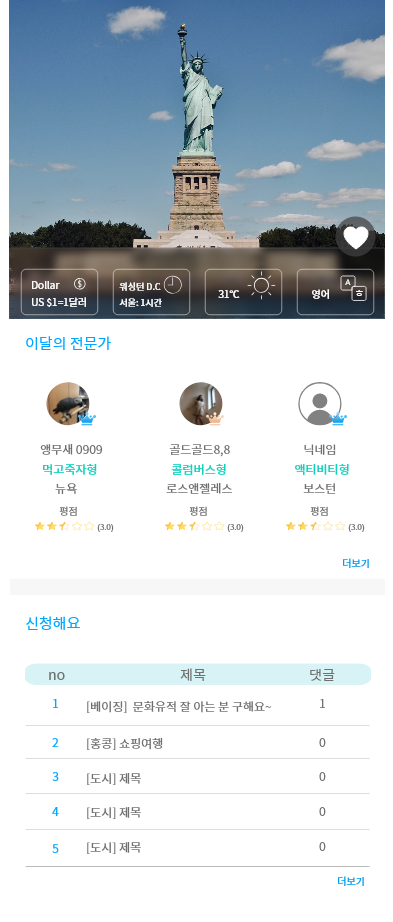 Dollar
US $1=1달러
워싱턴 D.C
서울: 1시간
31℃
영어
A
ㅎ
이달의 전문가
앵무새 0909
골드골드8,8
닉네임
먹고죽자형
콜럼버스형
액티비티형
뉴욕
로스앤젤레스
보스턴
평점
평점
평점
(3.0)
(3.0)
(3.0)
더보기
신청해요
no 제목 댓글
1 [베이징] 문화유적 잘 아는 분 구해요~ 1
2 [홍콩] 쇼핑여행 0
3 [도시] 제목 0
4 [도시] 제목 0
5 [도시] 제목 0
더보기